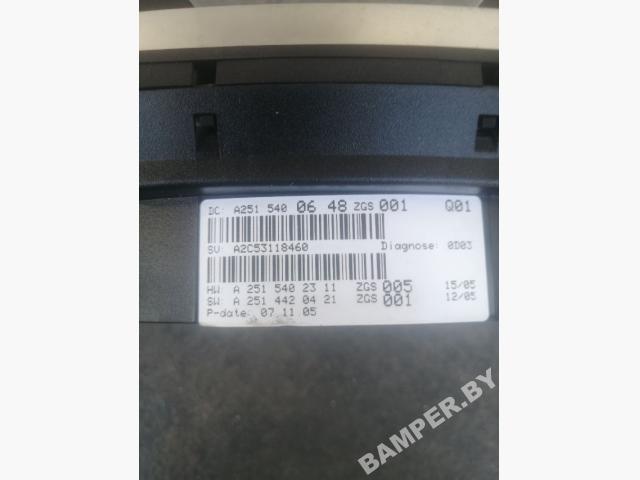 DC: A251 540 06 48 ZGS 001 Q01
SV: A2C53118460 Diagnose: 0D03
HW: A 251 540 23 11 ZGS 005 15/05
SW: A 251 442 04 21 ZGS 001 12/05
P-date: 07.11.05
BAMPER.BY